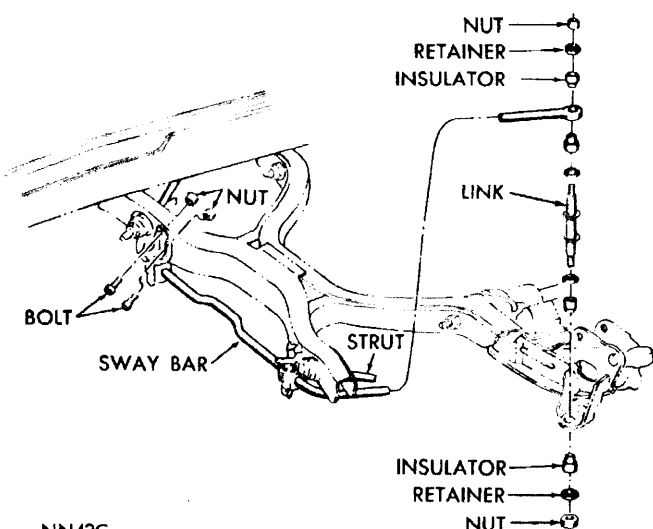 NUT
RETAINER
INSULATOR
LINK
NUT
BOLT
SWAY BAR
STRUT
INSULATOR
RETAINER
NUT